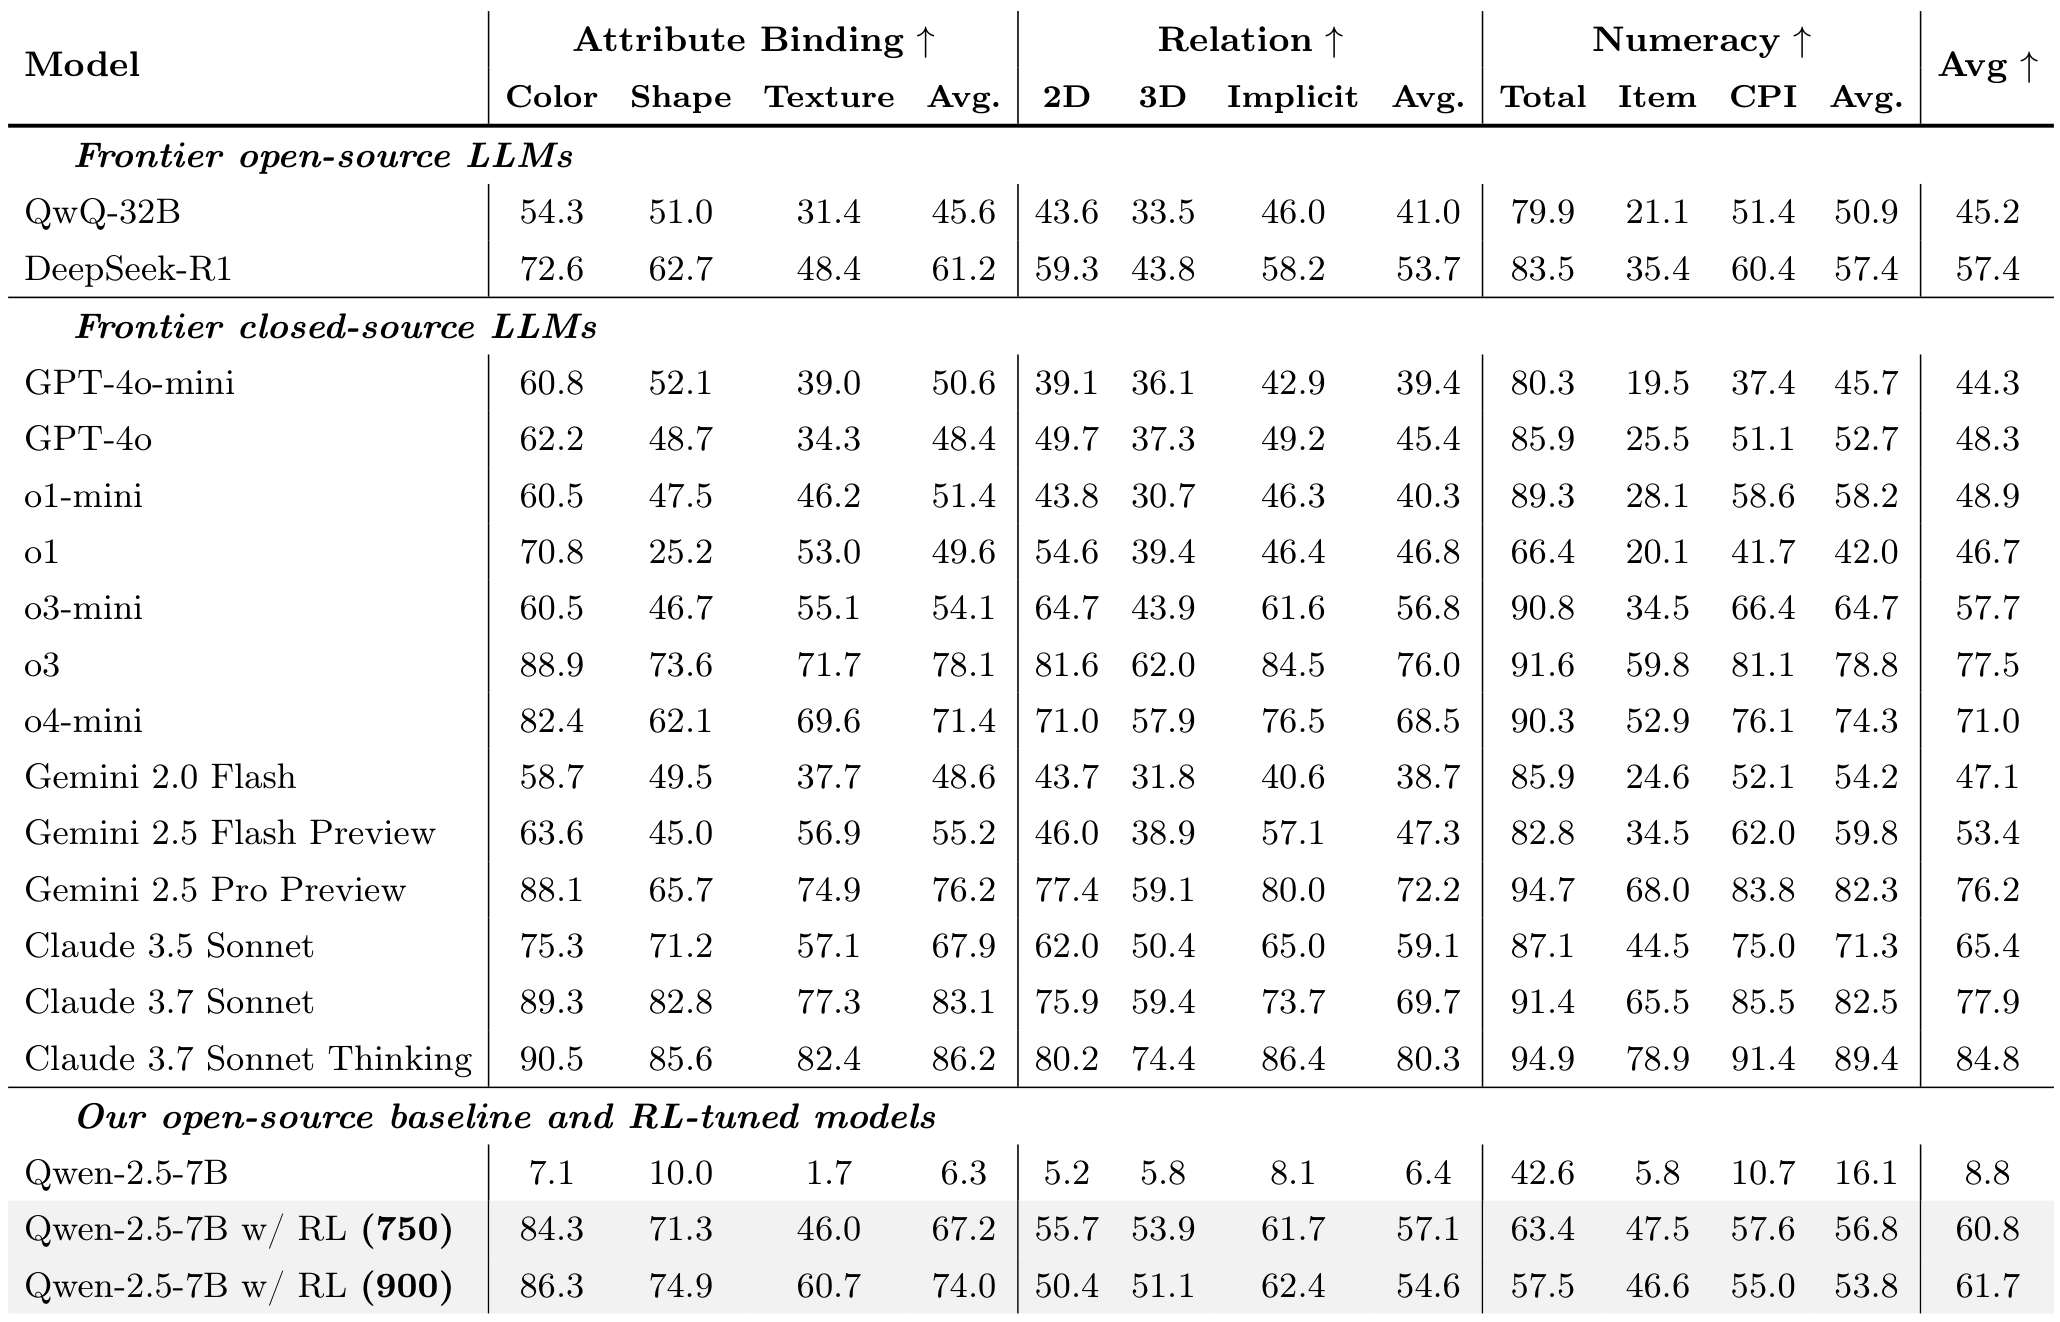 Model Attribute Binding ↑ Relation ↑ Numeracy ↑ Avg ↑
Color Shape Texture Avg. 2D 3D Implicit Avg. Total Item CPI Avg.
Frontier open-source LLMs
QwQ-32B 54.3 51.0 31.4 45.6 43.6 33.5 46.0 41.0 79.9 21.1 51.4 50.9 45.2
DeepSeek-R1 72.6 62.7 48.4 61.2 59.3 43.8 58.2 53.7 83.5 35.4 60.4 57.4 57.4
Frontier closed-source LLMs
GPT-4o-mini 60.8 52.1 39.0 50.6 39.1 36.1 42.9 39.4 80.3 19.5 37.4 45.7 44.3
GPT-4o 62.2 48.7 34.3 48.4 49.7 37.3 49.2 45.4 85.9 25.5 51.1 52.7 48.3
o1-mini 60.5 47.5 46.2 51.4 43.8 30.7 46.3 40.3 89.3 28.1 58.6 58.2 48.9
o1 70.8 25.2 53.0 49.6 54.6 39.4 46.4 46.8 66.4 20.1 41.7 42.0 46.7
o3-mini 60.5 46.7 55.1 54.1 64.7 43.9 61.6 56.8 90.8 34.5 66.4 64.7 57.7
o3 88.9 73.6 71.7 78.1 81.6 62.0 84.5 76.0 91.6 59.8 81.1 78.8 77.5
o4-mini 82.4 62.1 69.6 71.4 71.0 57.9 76.5 68.5 90.3 52.9 76.1 74.3 71.0
Gemini 2.0 Flash 58.7 49.5 37.7 48.6 43.7 31.8 40.6 38.7 85.9 24.6 52.1 54.2 47.1
Gemini 2.5 Flash Preview 63.6 45.0 56.9 55.2 46.0 38.9 57.1 47.3 82.8 34.5 62.0 59.8 53.4
Gemini 2.5 Pro Preview 88.1 65.7 74.9 76.2 77.4 59.1 80.0 72.2 94.7 68.0 83.8 82.3 76.2
Claude 3.5 Sonnet 75.3 71.2 57.1 67.9 62.0 50.4 65.0 59.1 87.1 44.5 75.0 71.3 65.4
Claude 3.7 Sonnet 89.3 82.8 77.3 83.1 75.9 59.4 73.7 69.7 91.4 65.5 85.5 82.5 77.9
Claude 3.7 Sonnet Thinking 90.5 85.6 82.4 86.2 80.2 74.4 86.4 80.3 94.9 78.9 91.4 89.4 84.8
Our open-source baseline and RL-tuned models
Qwen-2.5-7B 7.1 10.0 1.7 6.3 5.2 5.8 8.1 6.4 42.6 5.8 10.7 16.1 8.8
Qwen-2.5-7B w/ RL (750) 84.3 71.3 46.0 67.2 55.7 53.9 61.7 57.1 63.4 47.5 57.6 56.8 60.8
Qwen-2.5-7B w/ RL (900) 86.3 74.9 60.7 74.0 50.4 51.1 62.4 54.6 57.5 46.6 55.0 53.8 61.7